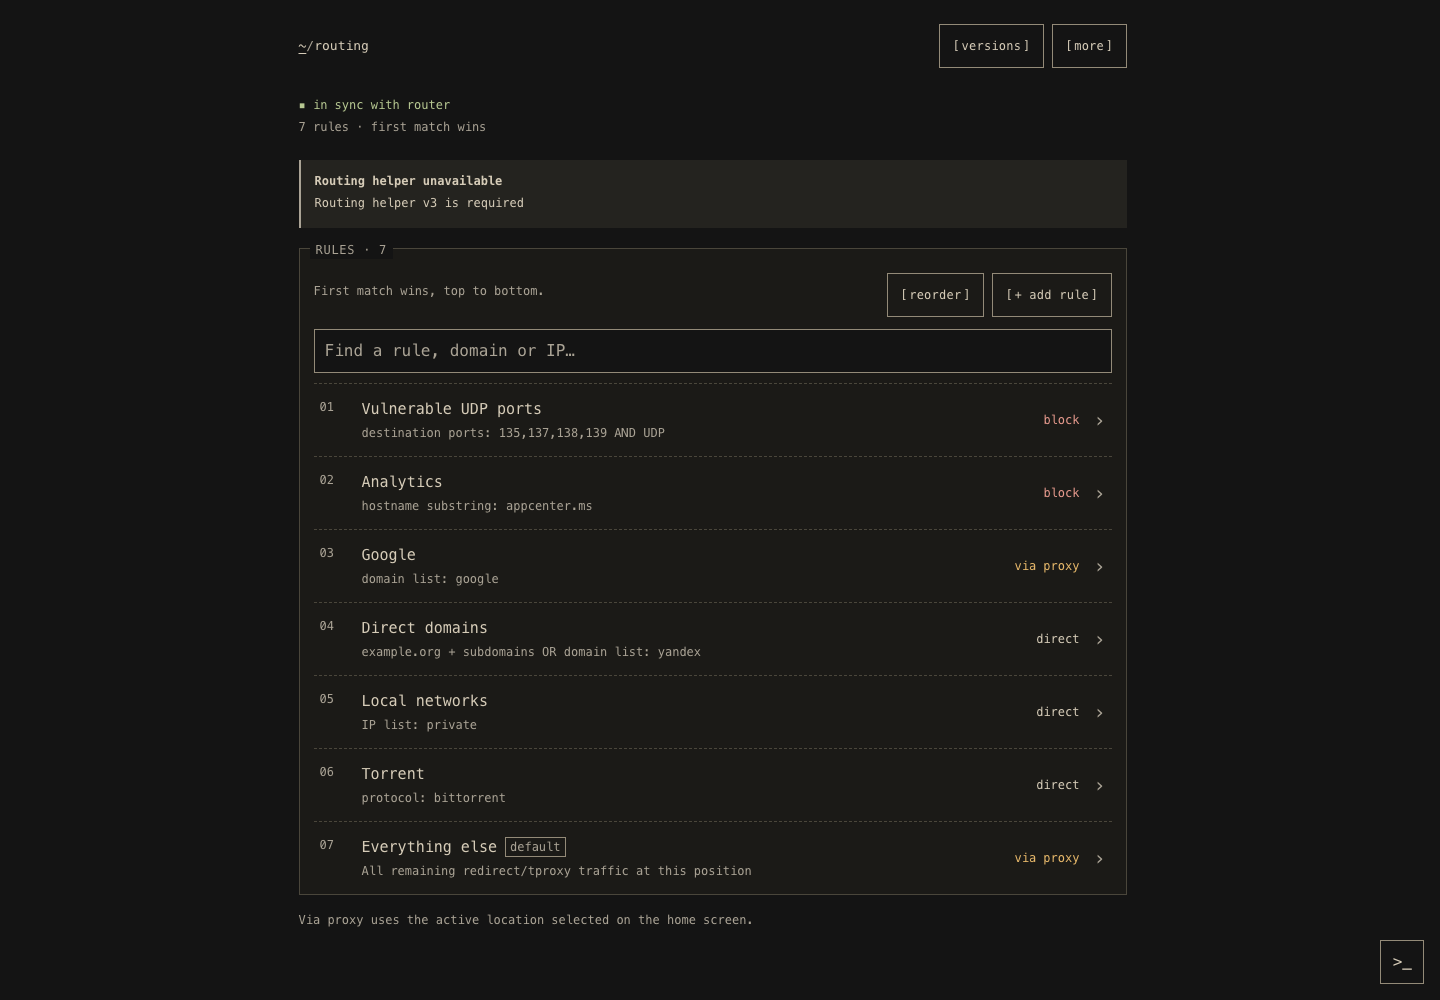 ~/routing
[versions] [more]
▪ in sync with router
7 rules · first match wins
Routing helper unavailable
Routing helper v3 is required
RULES · 7
First match wins, top to bottom.
[reorder] [+ add rule]
Find a rule, domain or IP…
01 Vulnerable UDP ports
destination ports: 135,137,138,139 AND UDP
block ›
02 Analytics
hostname substring: appcenter.ms
block ›
03 Google
domain list: google
via proxy ›
04 Direct domains
example.org + subdomains OR domain list: yandex
direct ›
05 Local networks
IP list: private
direct ›
06 Torrent
protocol: bittorrent
direct ›
07 Everything else default
All remaining redirect/tproxy traffic at this position
via proxy ›
Via proxy uses the active location selected on the home screen.
>_